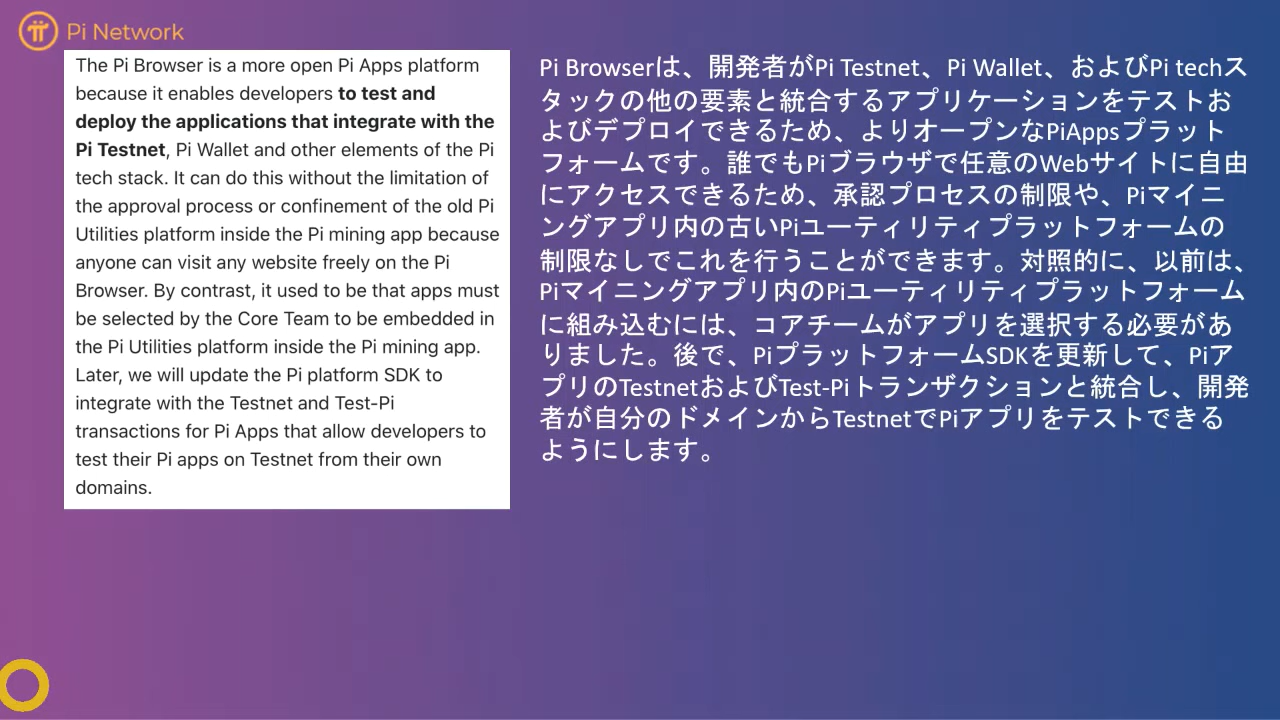 Pi Network
The Pi Browser is a more open Pi Apps platform
because it enables developers to test and
deploy the applications that integrate with the
Pi Testnet, Pi Wallet and other elements of the Pi
tech stack. It can do this without the limitation of
the approval process or confinement of the old Pi
Utilities platform inside the Pi mining app because
anyone can visit any website freely on the Pi
Browser. By contrast, it used to be that apps must
be selected by the Core Team to be embedded in
the Pi Utilities platform inside the Pi mining app.
Later, we will update the Pi platform SDK to
integrate with the Testnet and Test-Pi
transactions for Pi Apps that allow developers to
test their Pi apps on Testnet from their own
domains.
Pi Browserは、開発者がPi Testnet、Pi Wallet、およびPi techス
タックの他の要素と統合するアプリケーションをテストお
よびデプロイできるため、よりオープンなPiAppsプラット
フォームです。誰でもPiブラウザで任意のWebサイトに自由
にアクセスできるため、承認プロセスの制限や、Piマイニ
ングアプリ内の古いPiユーティリティプラットフォームの
制限なしでこれを行うことができます。対照的に、以前は、
Piマイニングアプリ内のPiユーティリティプラットフォーム
に組み込むには、コアチームがアプリを選択する必要があ
りました。後で、PiプラットフォームSDKを更新して、Piア
プリのTestnetおよびTest-Piトランザクションと統合し、開発
者が自分のドメインからTestnetでPiアプリをテストできる
ようにします。